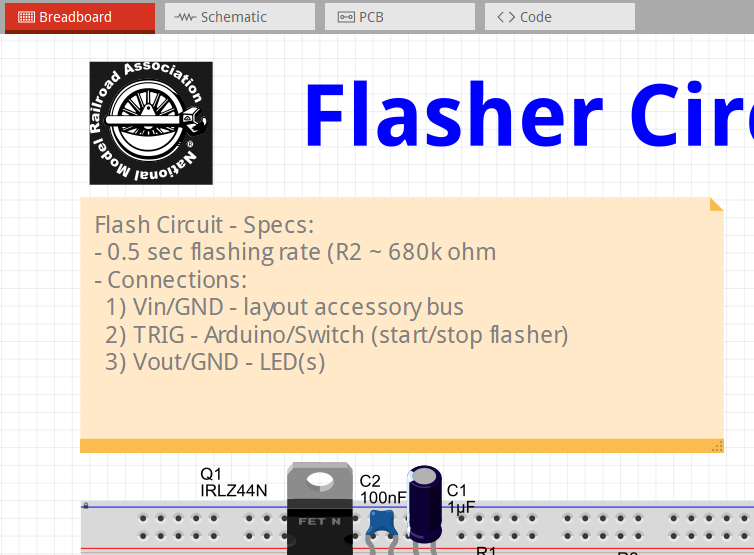 Breadboard
Schematic
PCB
Code
National Model Railroad Association
®
Flasher Circ
Flash Circuit - Specs:
- 0.5 sec flashing rate (R2 ~ 680k ohm
- Connections:
1) Vin/GND - layout accessory bus
2) TRIG - Arduino/Switch (start/stop flasher)
3) Vout/GND - LED(s)
Q1
IRLZ44N
C2
100nF
C1
1µF
FET N
R1